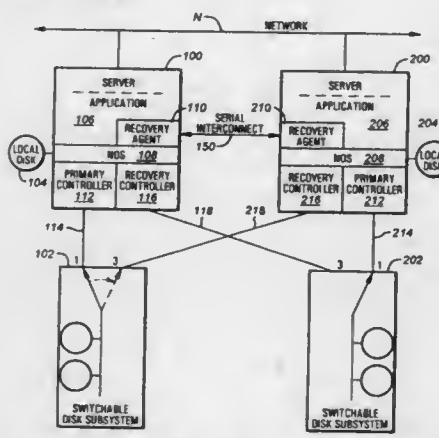 N
NETWORK
100
SERVER
APPLICATION
106
110
RECOVERY AGENT
LOCAL DISK
104
NOS 108
PRIMARY CONTROLLER 112
RECOVERY CONTROLLER 116
SERIAL INTERCONNECT
150
200
SERVER
APPLICATION
206
210
RECOVERY AGENT
204
LOCAL DISK
NOS 208
RECOVERY CONTROLLER 216
PRIMARY CONTROLLER 212
114
118
218
214
102
1
3
SWITCHABLE DISK SUBSYSTEM
3
1
202
SWITCHABLE DISK SUBSYSTEM